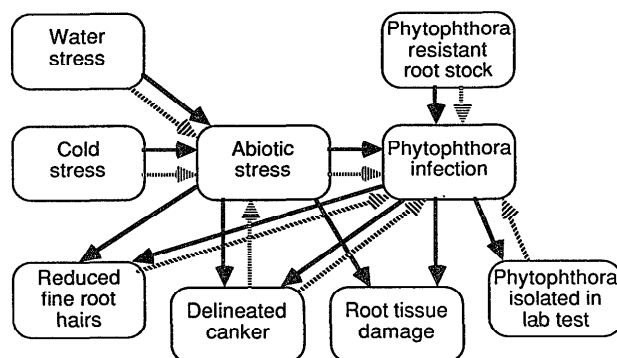 Water
stress
Phytophthora
resistant
root stock
Cold
stress
Abiotic
stress
Phytophthora
infection
Reduced
fine root
hairs
Delineated
canker
Root tissue
damage
Phytophthora
isolated in
lab test